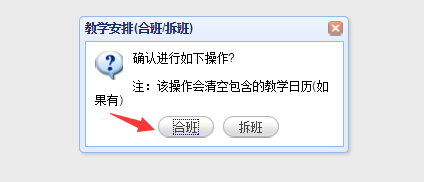 教学安排(合班/拆班)
确认进行如下操作?
注：该操作会清空包含的教学日历(如
果有)
合班 拆班